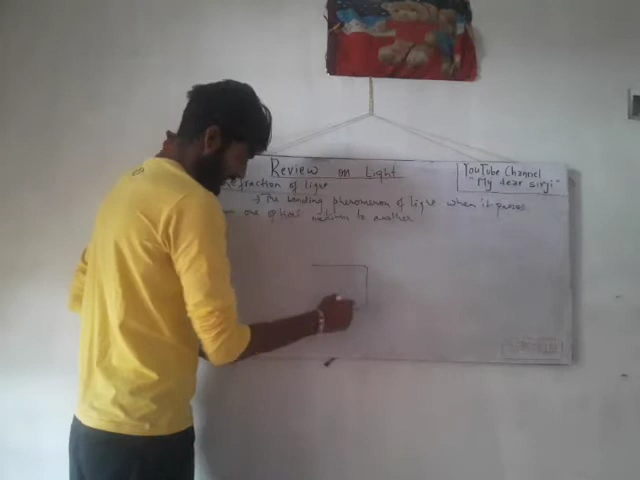 Review on Light
YouTube Channel
"My dear sirji"
efraction of light
→ The bending phenomenon of light when it passes
one optical medium to another